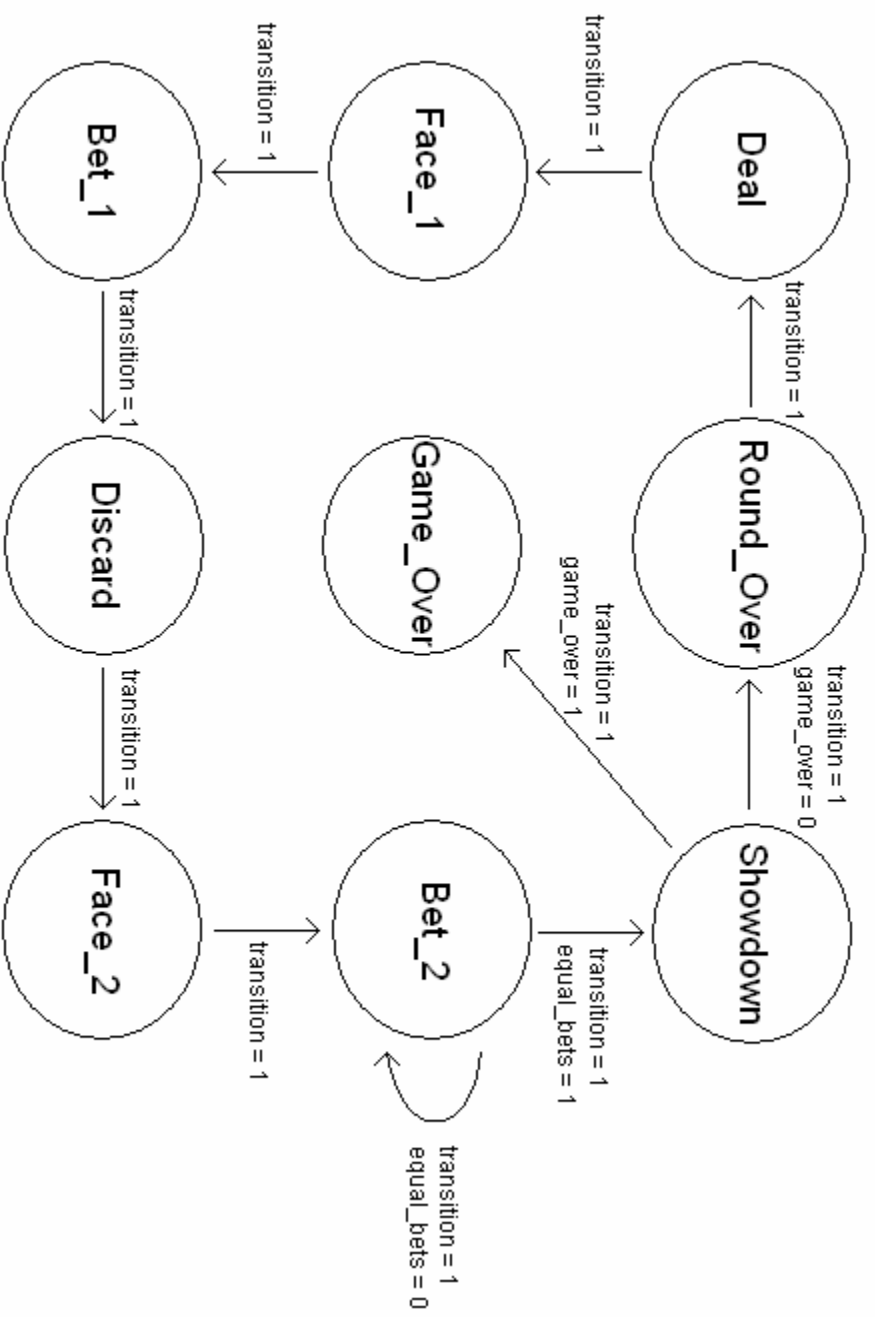 transition = 1
transition = 1
game_over = 0
Deal
Round_Over
Showdown
transition = 1
transition = 1
game_over = 1
transition = 1
equal_bets = 1
Face_1
Game_Over
Bet_2
transition = 1
equal_bets = 0
transition = 1
transition = 1
transition = 1
transition = 1
Bet_1
Discard
Face_2